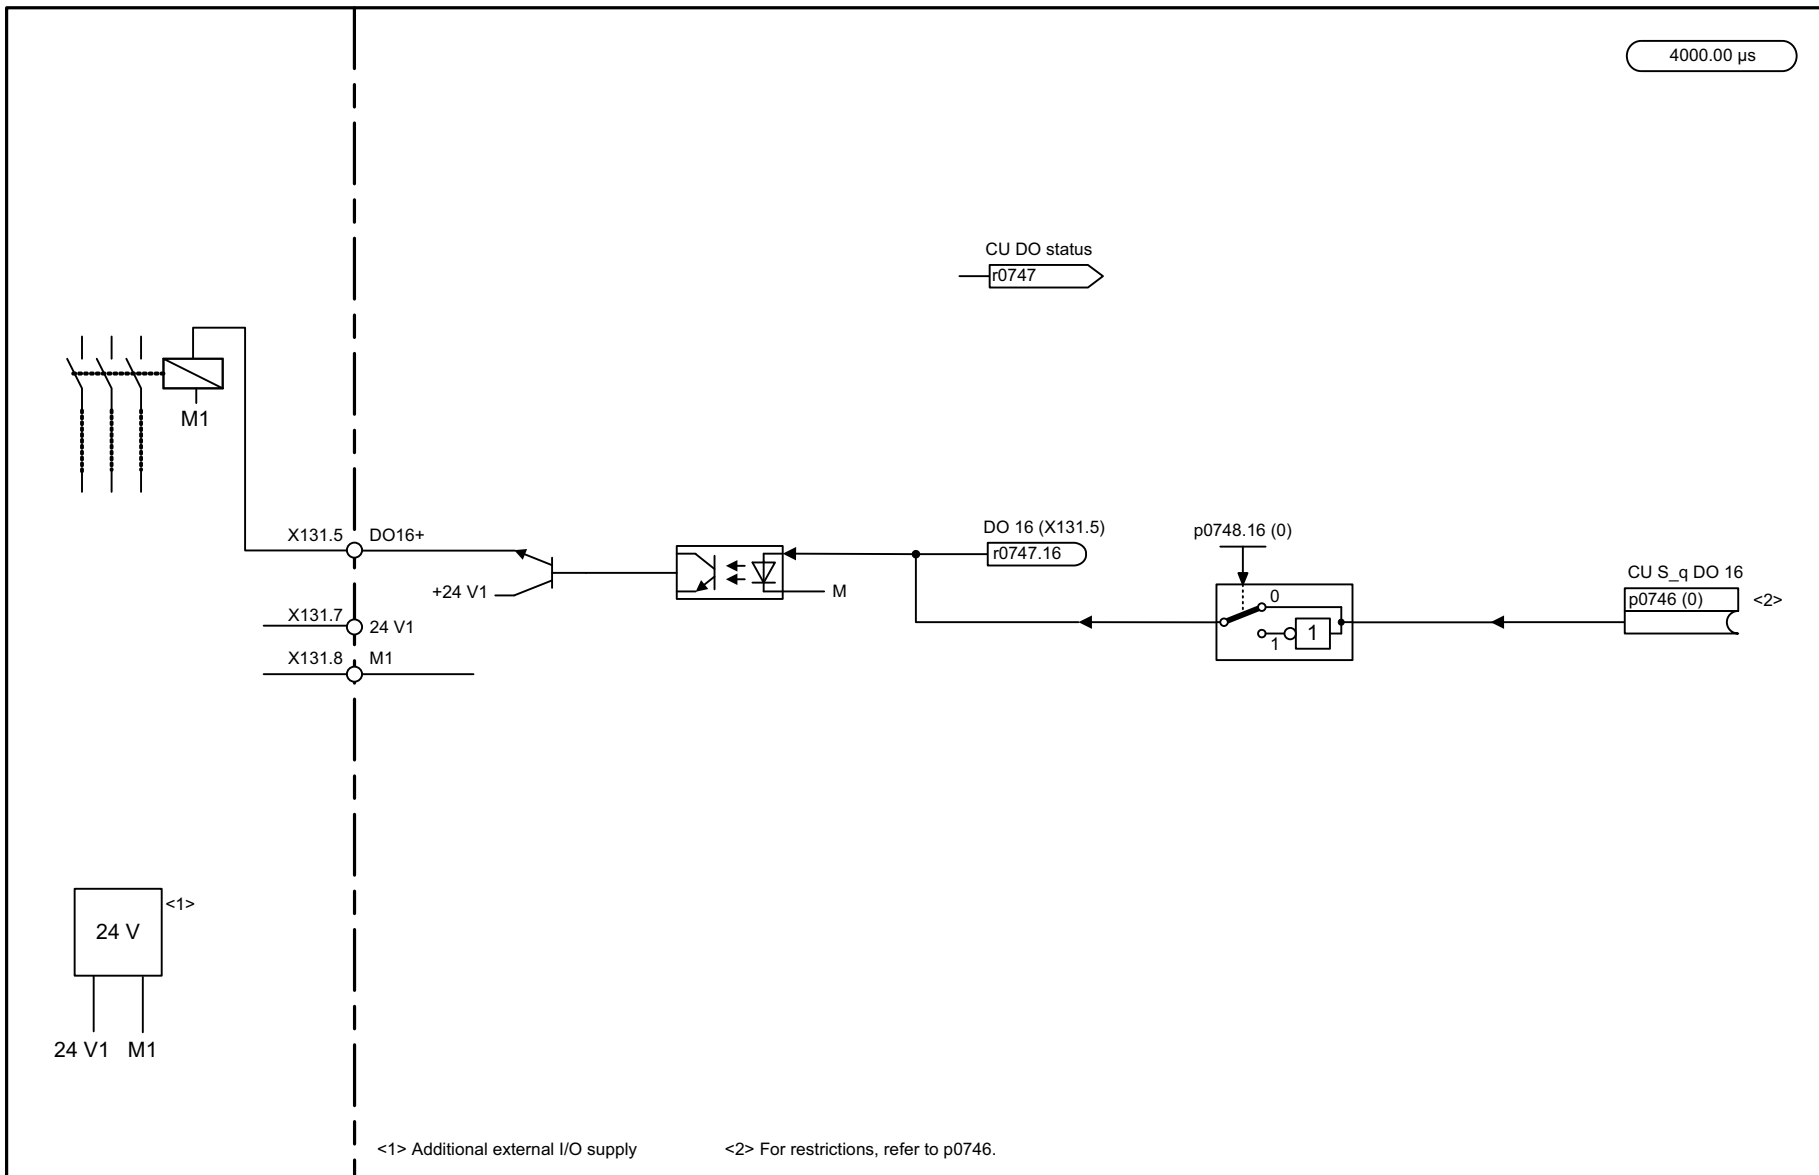 4000.00 µs
CU DO status
r0747
M1
X131.5 DO16+
+24 V1
M
DO 16 (X131.5)
r0747.16
p0748.16 (0)
0
1
1
CU S_q DO 16
p0746 (0) <2>
X131.7 24 V1
X131.8 M1
24 V <1>
24 V1 M1
<1> Additional external I/O supply <2> For restrictions, refer to p0746.